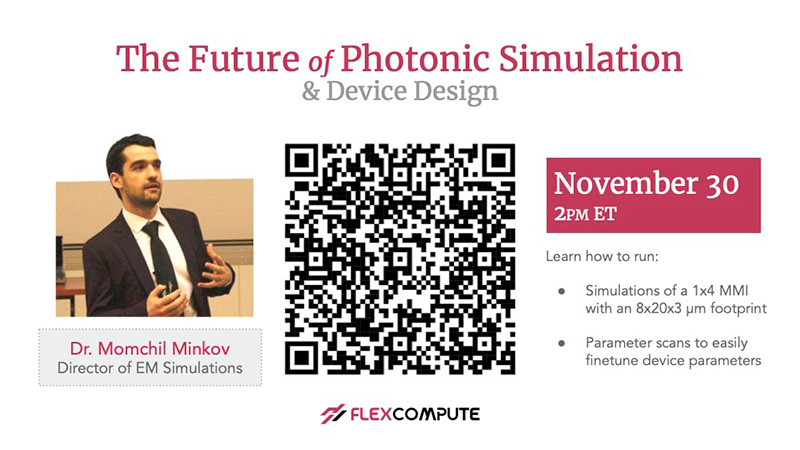 The Future of Photonic Simulation
& Device Design
Dr. Momchil Minkov
Director of EM Simulations
November 30
2PM ET
Learn how to run:
● Simulations of a 1x4 MMI
with an 8x20x3 μm footprint
● Parameter scans to easily
finetune device parameters
FLEXCOMPUTE